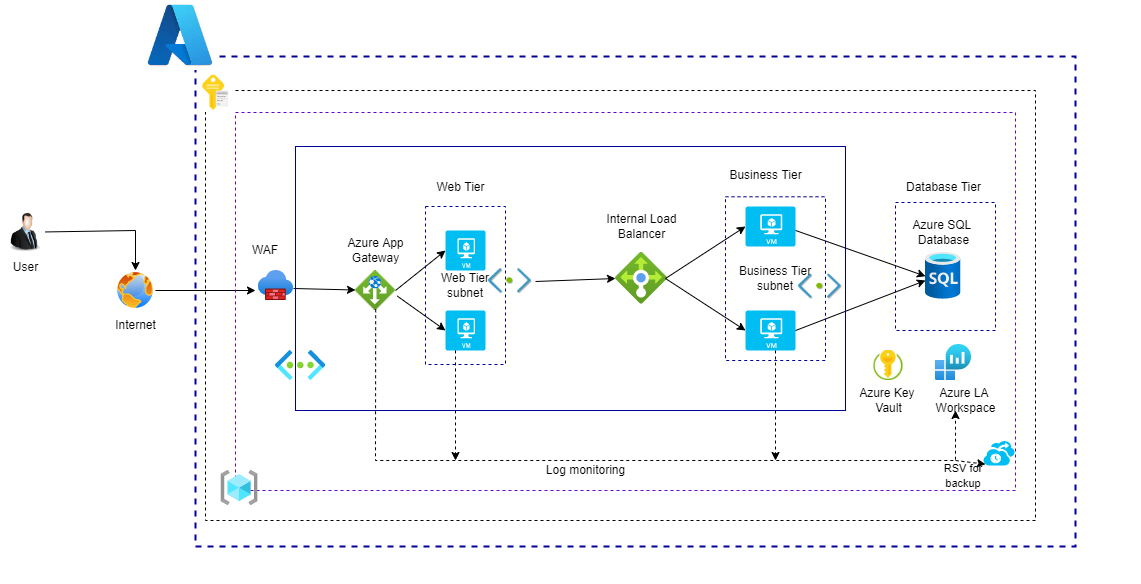 Web Tier
Business Tier
Database Tier
Internal Load
Balancer
Azure SQL
Database
WAF
Azure App
Gateway
User
VM
VM
Web Tier
subnet
Business Tier
subnet
SQL
Internet
VM
VM
Azure Key
Vault
Azure LA
Workspace
Log monitoring
RSV for
backup